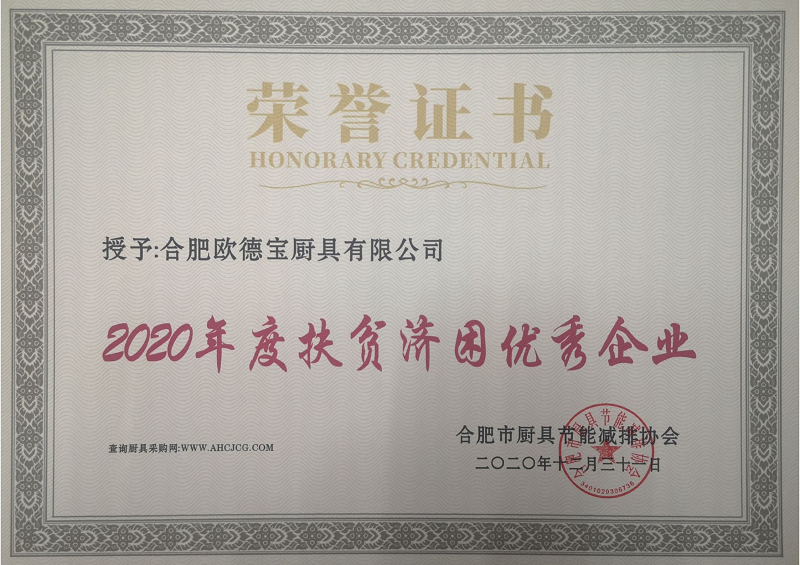 荣誉证书
HONORARY CREDENTIAL
授予:合肥欧德宝厨具有限公司
2020年度扶贫济困优秀企业
合肥市厨具节能减排协会
查询厨具采购网:WWW.AHCJCG.COM
二〇二〇年十二月三十一日
3401020306736